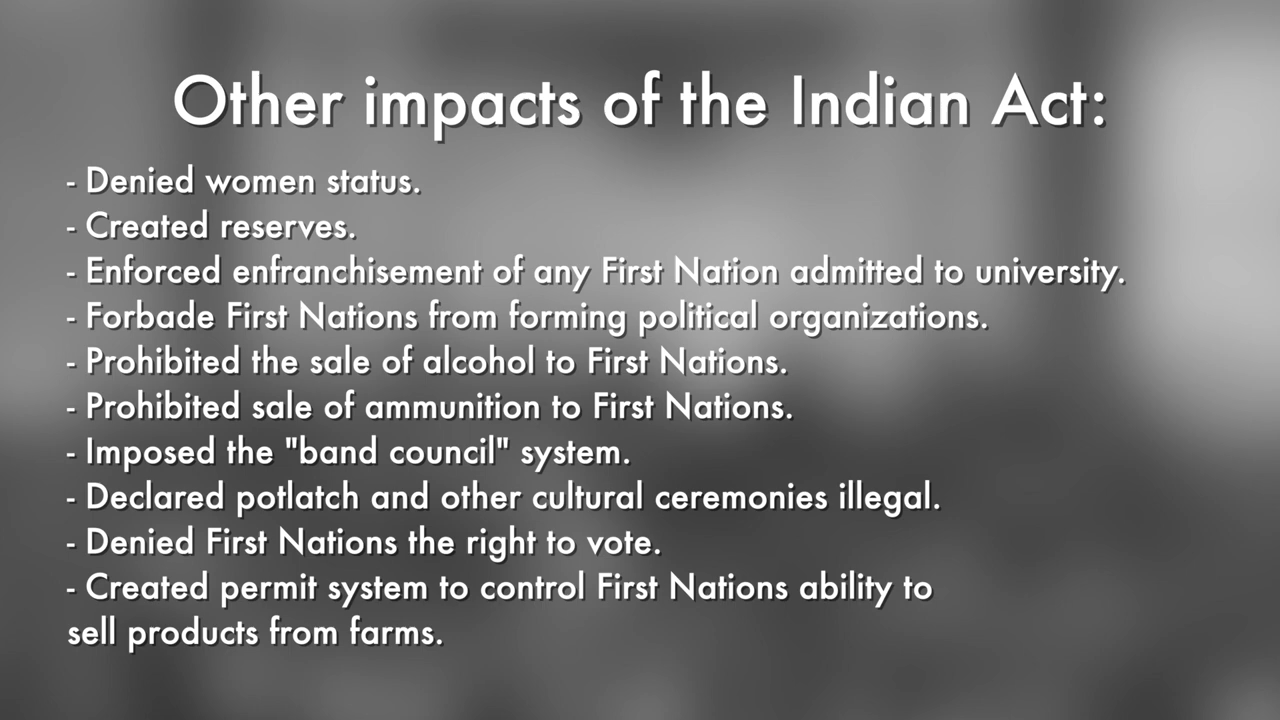 Other impacts of the Indian Act:
- Denied women status.
- Created reserves.
- Enforced enfranchisement of any First Nation admitted to university.
- Forbade First Nations from forming political organizations.
- Prohibited the sale of alcohol to First Nations.
- Prohibited sale of ammunition to First Nations.
- Imposed the "band council" system.
- Declared potlatch and other cultural ceremonies illegal.
- Denied First Nations the right to vote.
- Created permit system to control First Nations ability to
sell products from farms.